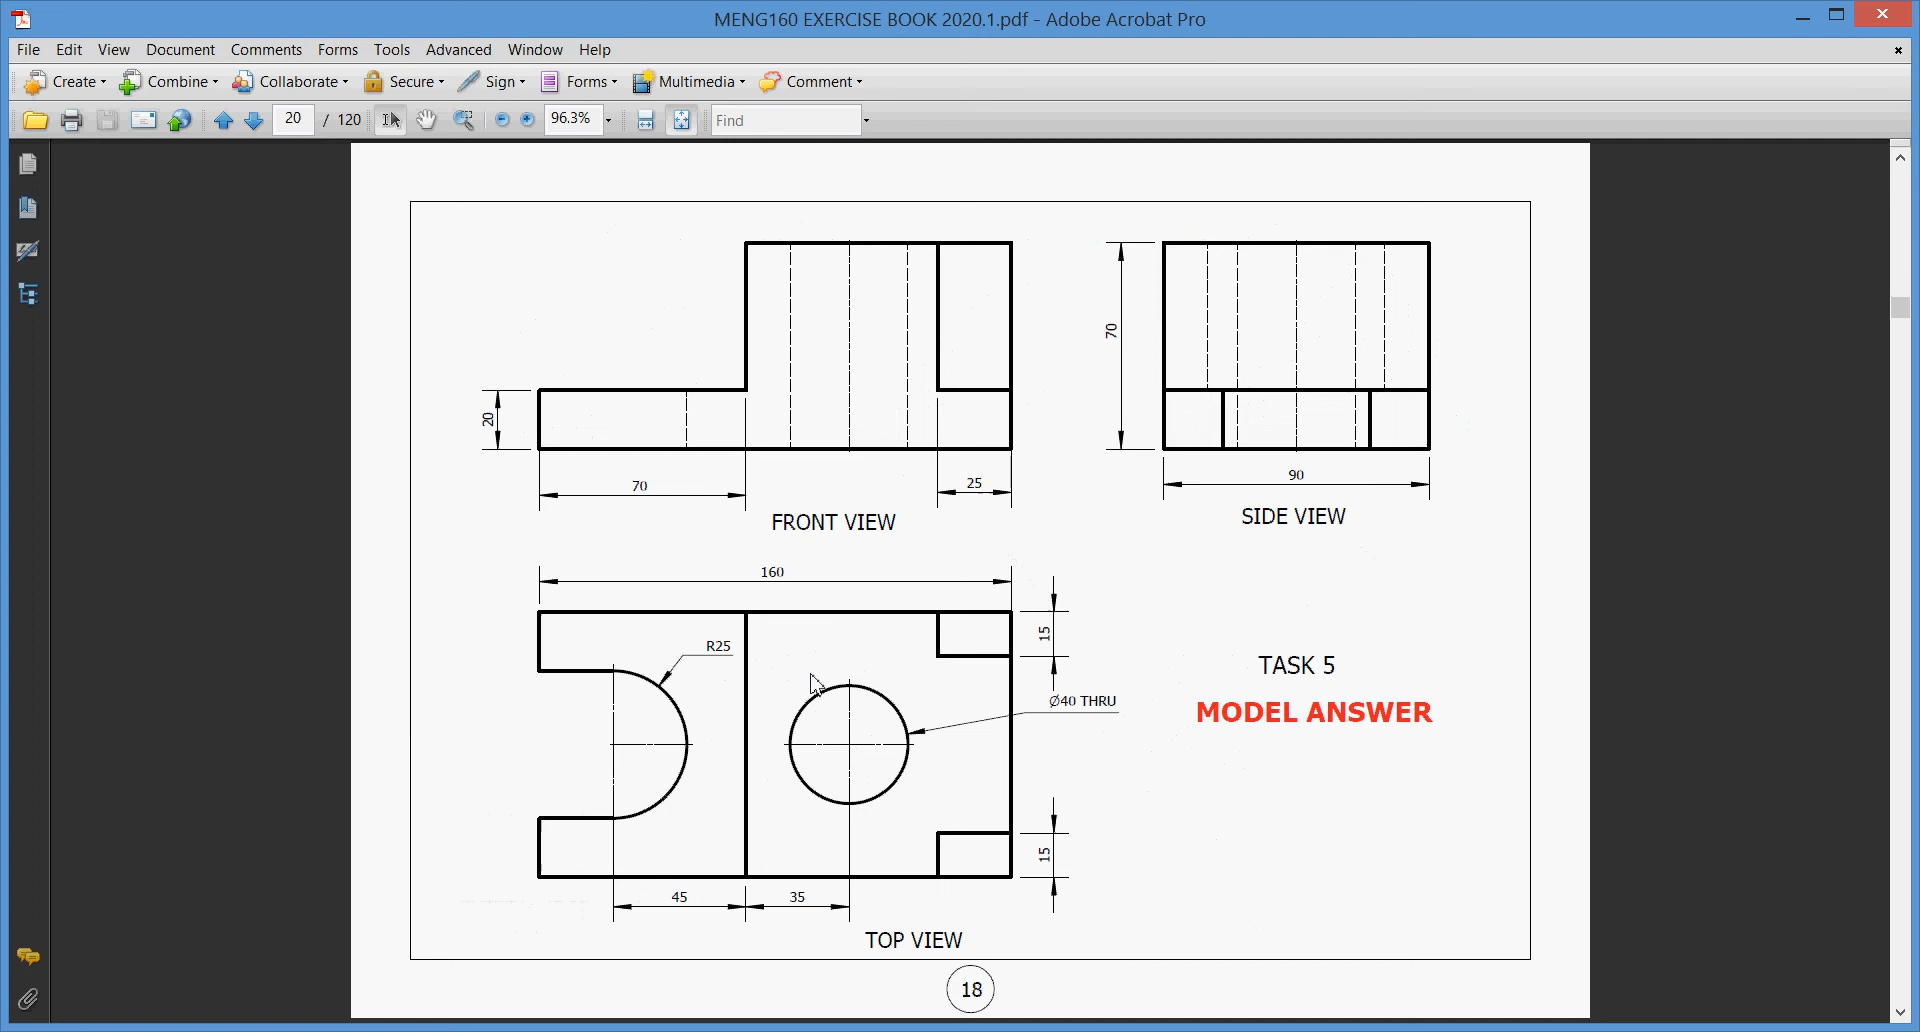 MENG160 EXERCISE BOOK 2020.1.pdf - Adobe Acrobat Pro
File Edit View Document Comments Forms Tools Advanced Window Help
Create Combine Collaborate Secure Sign Forms Multimedia Comment
20 / 120 96.3% Find
20
70
25
FRONT VIEW
70
90
SIDE VIEW
160
R25
15
Ø40 THRU
15
45
35
TOP VIEW
TASK 5
MODEL ANSWER
18